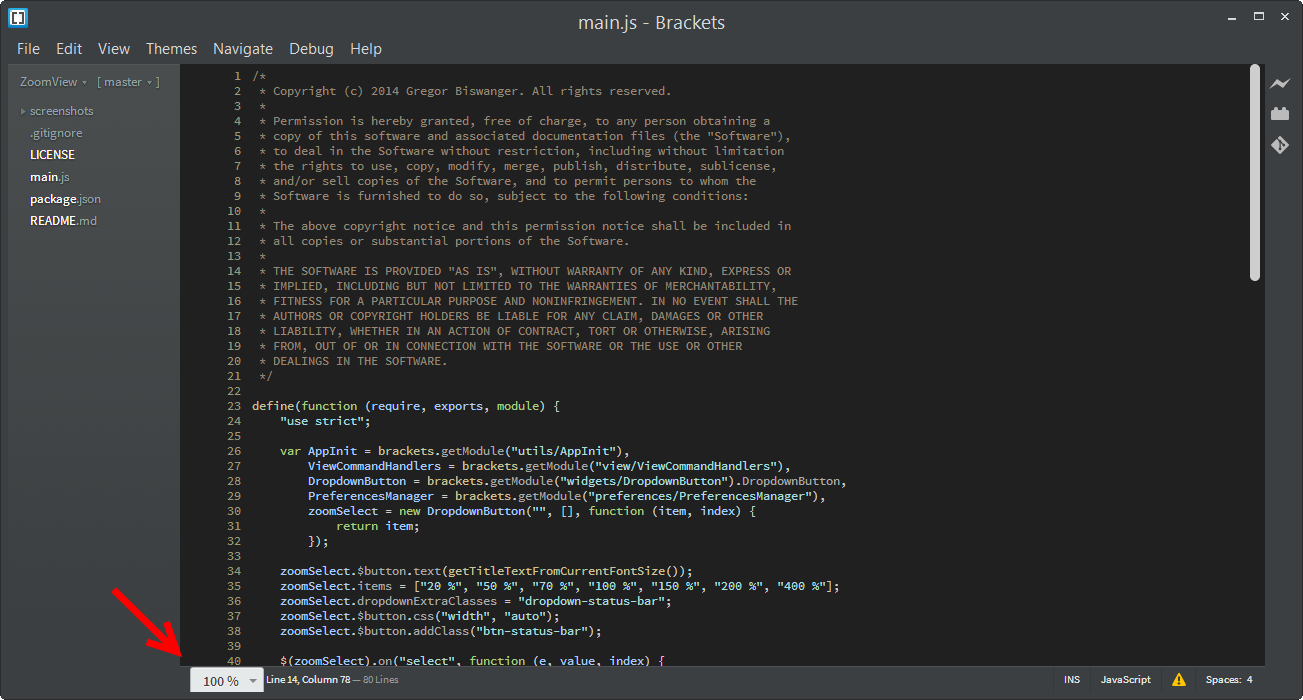 main.js - Brackets
File Edit View Themes Navigate Debug Help
ZoomView [ master ]
screenshots
.gitignore
LICENSE
main.js
package.json
README.md
1 /*
2 * Copyright (c) 2014 Gregor Biswanger. All rights reserved.
3 *
4 * Permission is hereby granted, free of charge, to any person obtaining a
5 * copy of this software and associated documentation files (the "Software"),
6 * to deal in the Software without restriction, including without limitation
7 * the rights to use, copy, modify, merge, publish, distribute, sublicense,
8 * and/or sell copies of the Software, and to permit persons to whom the
9 * Software is furnished to do so, subject to the following conditions:
10 *
11 * The above copyright notice and this permission notice shall be included in
12 * all copies or substantial portions of the Software.
13 *
14 * THE SOFTWARE IS PROVIDED "AS IS", WITHOUT WARRANTY OF ANY KIND, EXPRESS OR
15 * IMPLIED, INCLUDING BUT NOT LIMITED TO THE WARRANTIES OF MERCHANTABILITY,
16 * FITNESS FOR A PARTICULAR PURPOSE AND NONINFRINGEMENT. IN NO EVENT SHALL THE
17 * AUTHORS OR COPYRIGHT HOLDERS BE LIABLE FOR ANY CLAIM, DAMAGES OR OTHER
18 * LIABILITY, WHETHER IN AN ACTION OF CONTRACT, TORT OR OTHERWISE, ARISING
19 * FROM, OUT OF OR IN CONNECTION WITH THE SOFTWARE OR THE USE OR OTHER
20 * DEALINGS IN THE SOFTWARE.
21 */
22
23 define(function (require, exports, module) {
24 "use strict";
25
26 var AppInit = brackets.getModule("utils/AppInit"),
27 ViewCommandHandlers = brackets.getModule("view/ViewCommandHandlers"),
28 DropdownButton = brackets.getModule("widgets/DropdownButton").DropdownButton,
29 PreferencesManager = brackets.getModule("preferences/PreferencesManager"),
30 zoomSelect = new DropdownButton("", [], function (item, index) {
31 return item;
32 });
33
34 zoomSelect.$button.text(getTitleTextFromCurrentFontSize());
35 zoomSelect.items = ["20 %", "50 %", "70 %", "100 %", "150 %", "200 %", "400 %"];
36 zoomSelect.dropdownExtraClasses = "dropdown-status-bar";
37 zoomSelect.$button.css("width", "auto");
38 zoomSelect.$button.addClass("btn-status-bar");
39
40 $(zoomSelect).on("select", function (e, value, index) {
100 % Line 14, Column 78 — 80 Lines INS JavaScript Spaces: 4